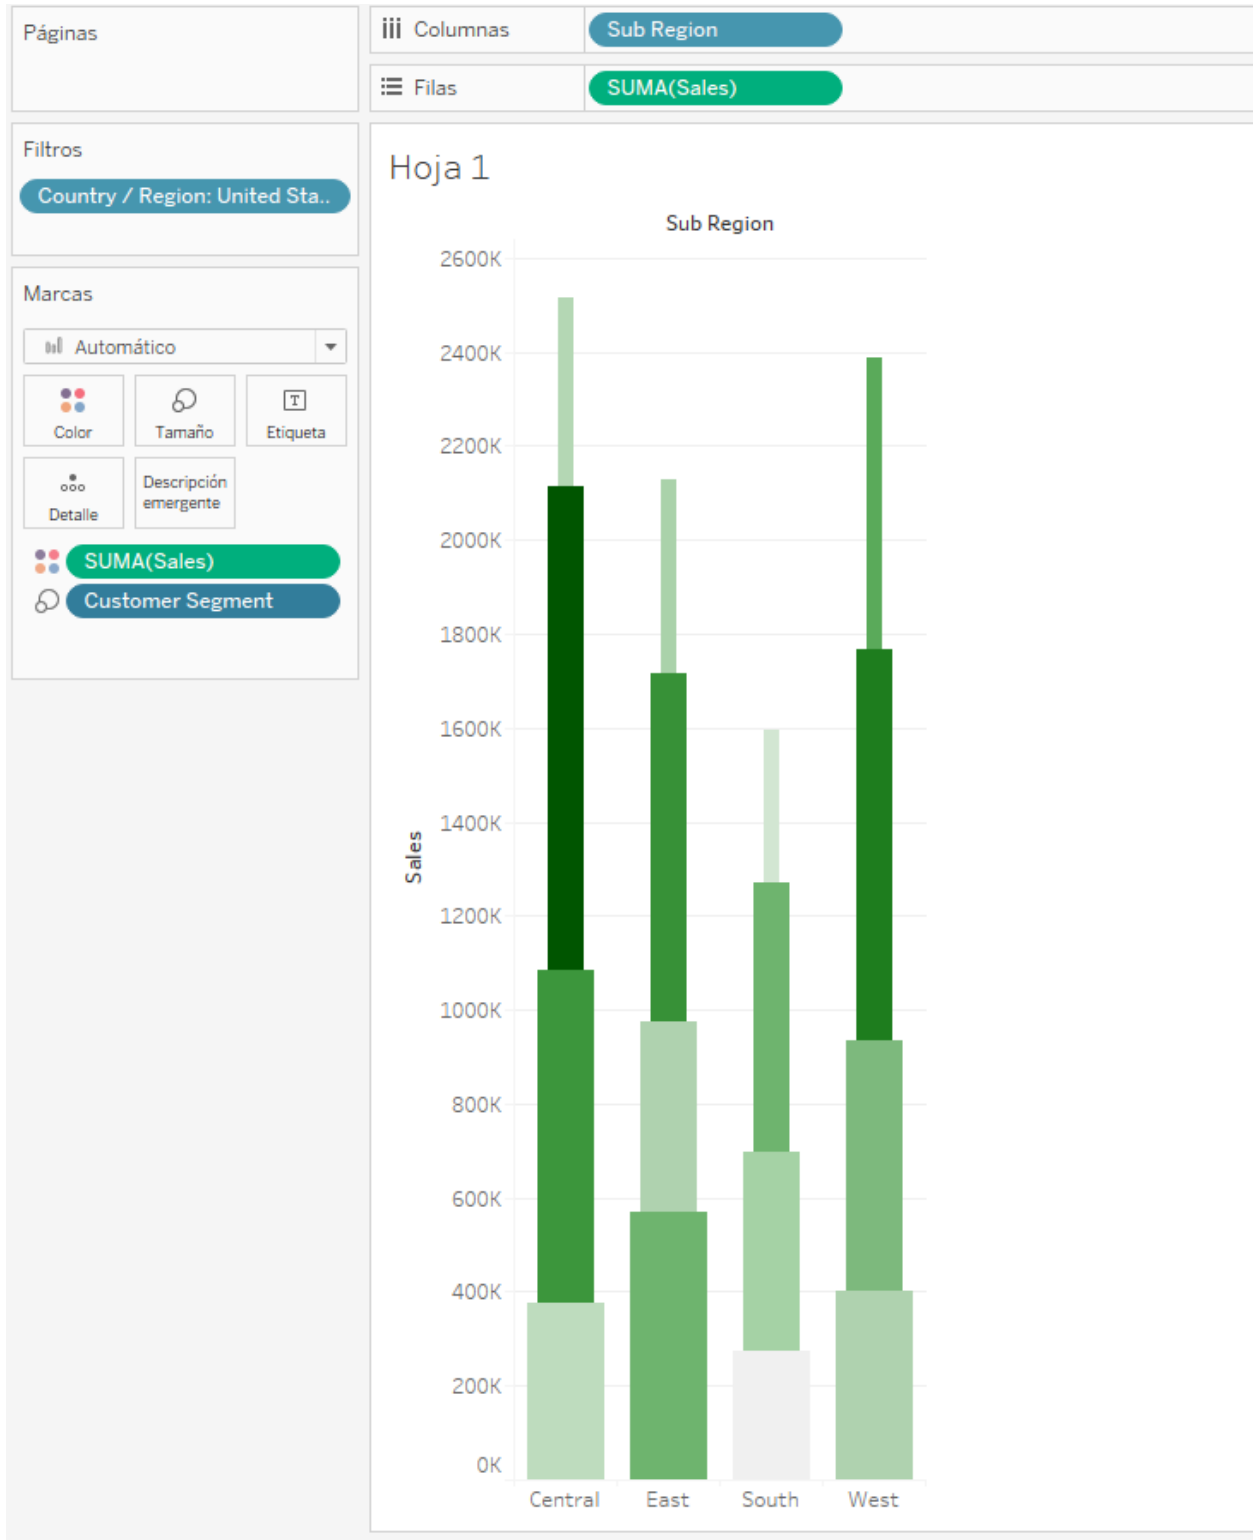 Páginas
Columnas
Sub Region
Filas
SUMA(Sales)
Filtros
Country / Region: United Sta..
Marcas
Automático
Color
Tamaño
T
Etiqueta
Detalle
Descripción
emergente
SUMA(Sales)
Customer Segment
Hoja 1
Sub Region
2600K
2400K
2200K
2000K
1800K
1600K
1400K
1200K
1000K
800K
600K
400K
200K
0K
Sales
Central
East
South
West